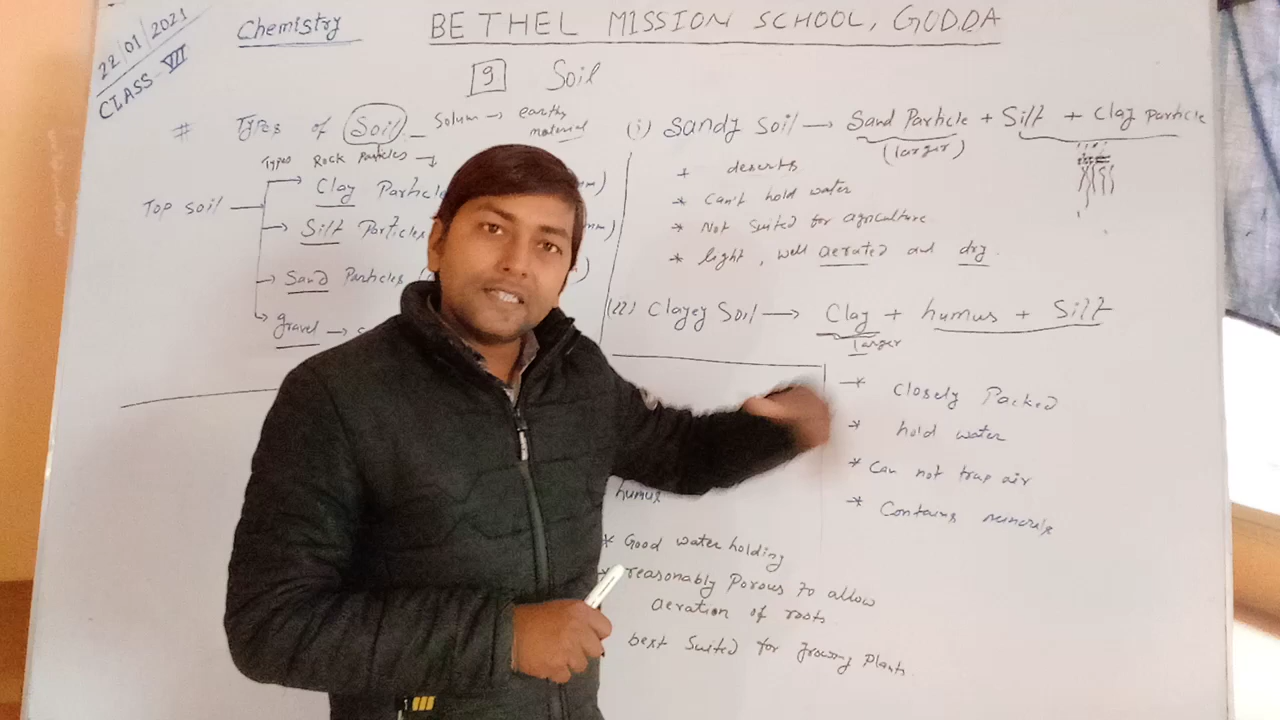 22/01/2021
CLASS-VII
Chemistry
BETHEL MISSION SCHOOL, GODDA
9 Soil
# Types of Soil
Solum → earthy
material
Types Rock Particles
Top soil
Clay Particle
mm)
Silt Particles
mm)
Sand Particles (
)
gravel →
(i) Sandy Soil → Sand Particle + Silt + Clay particle
(larger)
+ deserts
* Can't hold water
* Not suited for agriculture
* light, well aerated and dry.
(ii) Clayey Soil → Clay + humus + Silt
larger
* Closely Packed
* hold water
* Can not trap air
* Contains minerals
humus
* Good water holding
* reasonably Porous to allow
aeration of roots
best suited for growing plants